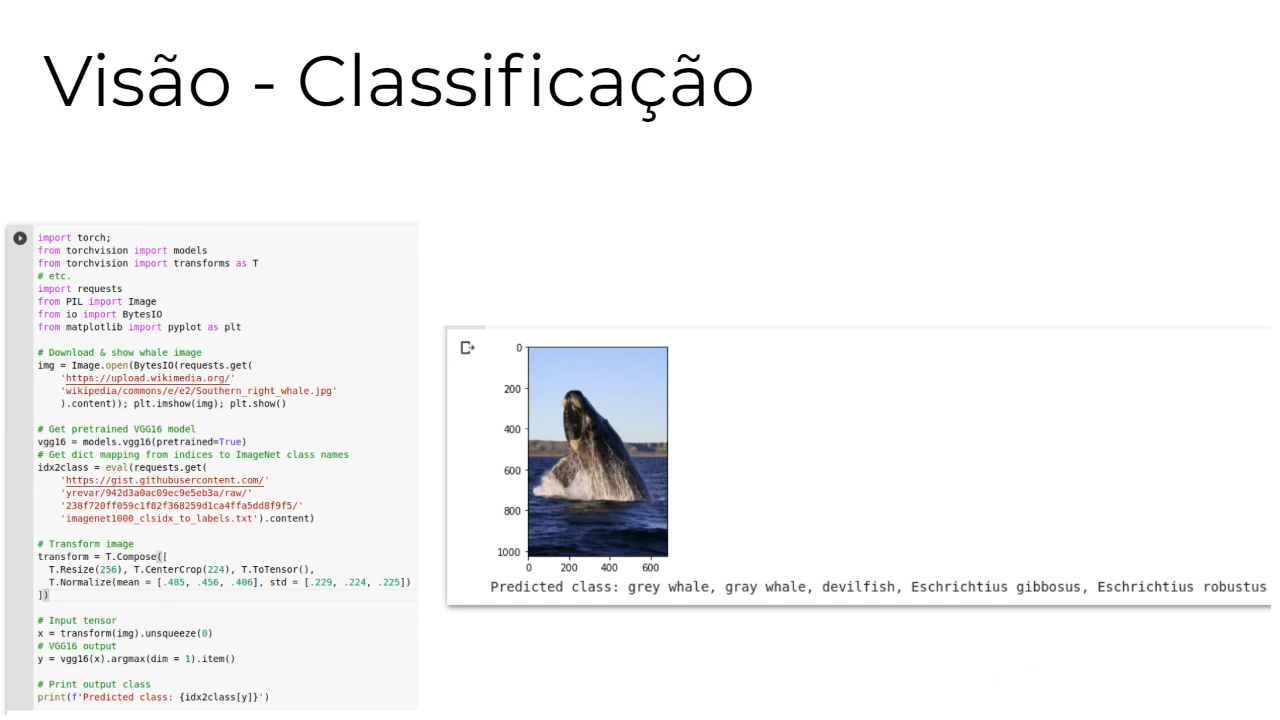 Visão - Classificação
import torch;
from torchvision import models
from torchvision import transforms as T
# etc.
import requests
from PIL import Image
from io import BytesIO
from matplotlib import pyplot as plt
# Download & show whale image
img = Image.open(BytesIO(requests.get(
'https://upload.wikimedia.org/'
'wikipedia/commons/e/e2/Southern_right_whale.jpg'
).content)); plt.imshow(img); plt.show()
# Get pretrained VGG16 model
vgg16 = models.vgg16(pretrained=True)
# Get dict mapping from indices to ImageNet class names
idx2class = eval(requests.get(
'https://gist.githubusercontent.com/'
'yrevar/942d3a0ac09ec9e5eb3a/raw/'
'238f720ff059c1f82f368259d1ca4ffa5dd8f9f5/'
'imagenet1000_clsidx_to_labels.txt').content)
# Transform image
transform = T.Compose([
T.Resize(256), T.CenterCrop(224), T.ToTensor(),
T.Normalize(mean = [.485, .456, .406], std = [.229, .224, .225])
])
# Input tensor
x = transform(img).unsqueeze(0)
# VGG16 output
y = vgg16(x).argmax(dim = 1).item()
# Print output class
print(f'Predicted class: {idx2class[y]}')
0
200
400
600
800
1000
0 200 400 600
Predicted class: grey whale, gray whale, devilfish, Eschrichtius gibbosus, Eschrichtius robustus